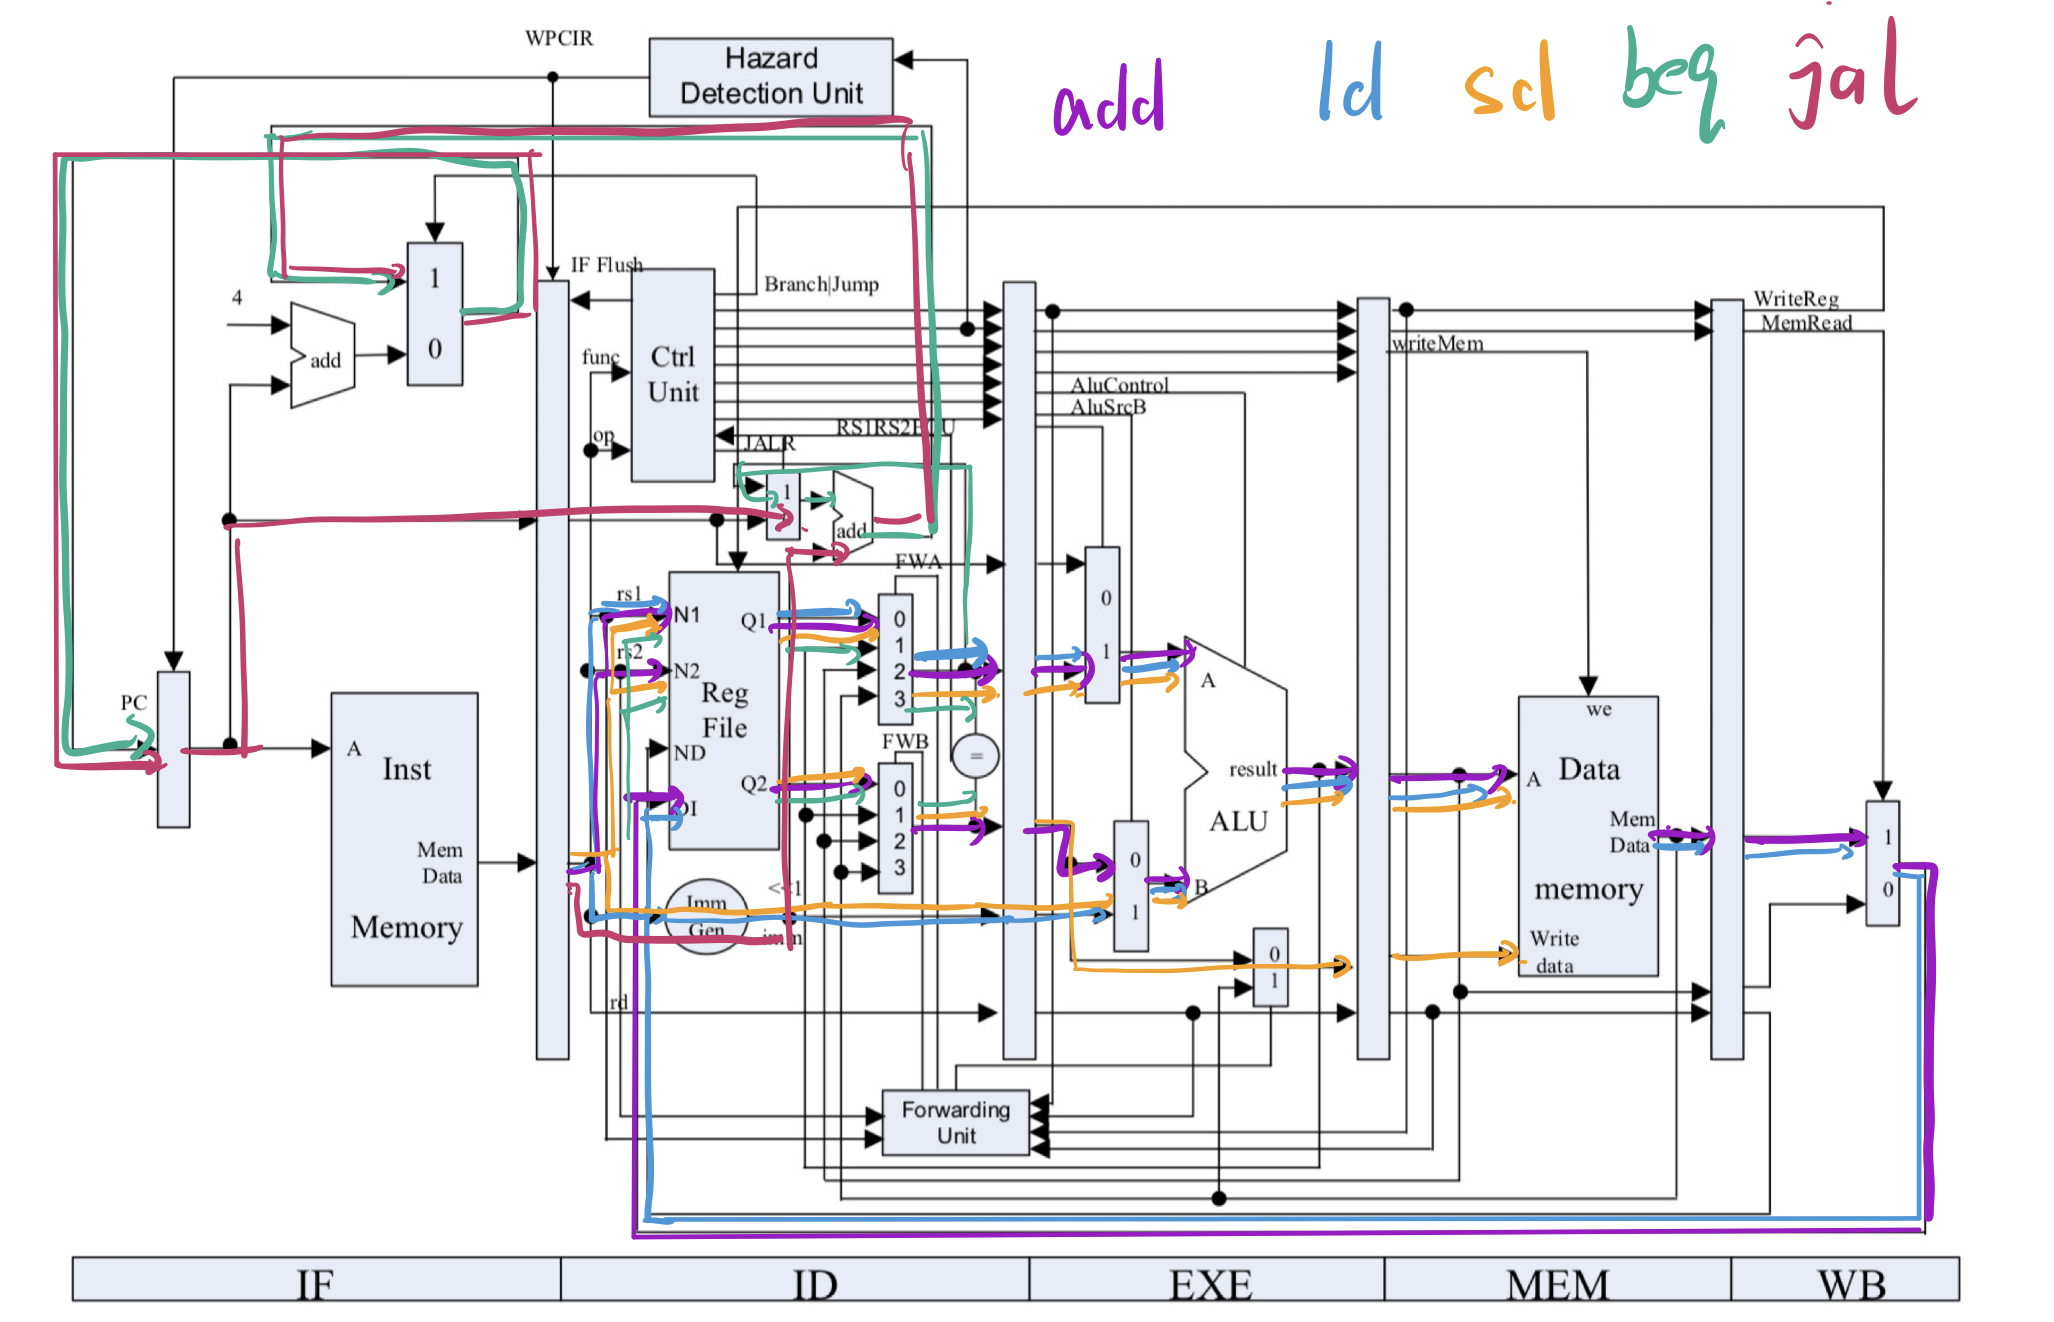 WPCIR
Hazard
Detection Unit
add
ld
sd
beq
jal
IF Flush
Branch|Jump
WriteReg
MemRead
writeMem
4
1
0
add
func
op
Ctrl
Unit
AluControl
AluSrcB
JALR
1
add
FWA
rs1
rs2
N1
N2
ND
DI
Q1
Q2
Reg
File
0
1
2
3
FWB
0
1
2
3
=
0
1
A
B
result
ALU
0
1
0
1
we
A
Data
memory
Mem
Data
Write
data
1
0
PC
A
Inst
Memory
Mem
Data
<<1
Imm
Gen
imm
rd
Forwarding
Unit
IF
ID
EXE
MEM
WB